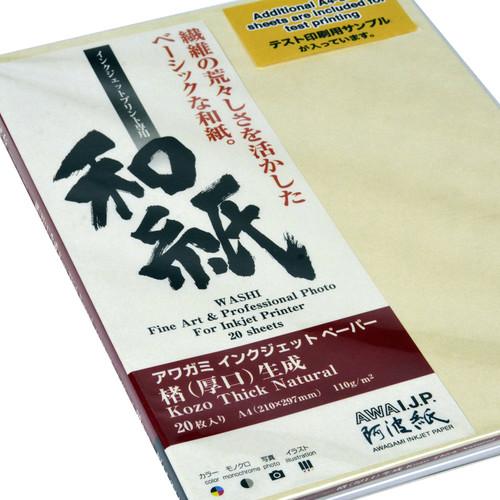 Additional A4
sheets are included for
test printing
テスト印刷用サンプル
が入っています。
繊維の荒々しさを活かした
ベーシックな和紙。
インクジェットプリント専用
和紙
WASHI
Fine Art & Professional Photo
For Inkjet Printer
20 sheets
アワガミ インクジェット ペーパー
楮（厚口）生成
Kozo Thick Natural
20枚入り A4(210×297mm) 110g/m²
カラー モノクロ 写真 イラスト
color monochrome photo illustration
AWA I.J.P.
阿波紙
AWAGAMI INKJET PAPER